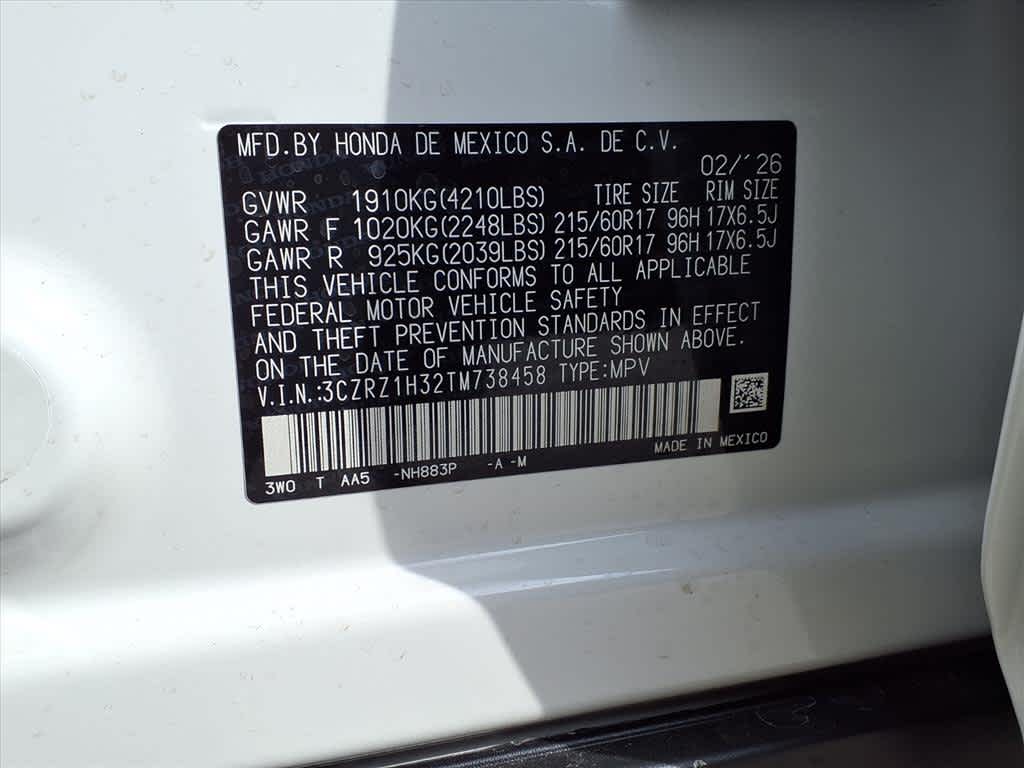 MFD.BY HONDA DE MEXICO S.A. DE C.V.
02/´26
GVWR 1910KG(4210LBS) TIRE SIZE RIM SIZE
GAWR F 1020KG(2248LBS) 215/60R17 96H 17X6.5J
GAWR R 925KG(2039LBS) 215/60R17 96H 17X6.5J
THIS VEHICLE CONFORMS TO ALL APPLICABLE
FEDERAL MOTOR VEHICLE SAFETY
AND THEFT PREVENTION STANDARDS IN EFFECT
ON THE DATE OF MANUFACTURE SHOWN ABOVE.
V.I.N.:3CZRZ1H32TM738458 TYPE:MPV
MADE IN MEXICO
3W0 T AA5 -NH883P -A -M